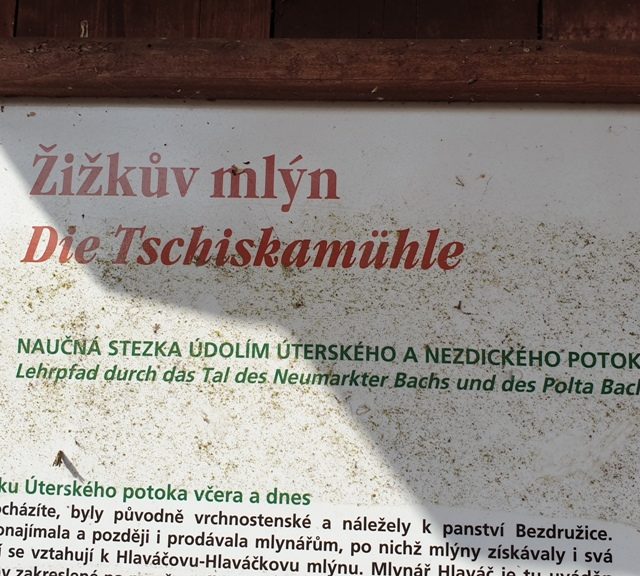 Žižkův mlýn
Die Tschiskamühle
NAUČNÁ STEZKA ÚDOLÍM ÚTERSKÉHO A NEZDICKÉHO POTOK
Lehrpfad durch das Tal des Neumarkter Bachs und des Polta Bach
ku Úterského potoka včera a dnes
ocházíte, byly původně vrchnostenské a náležely k panství Bezdružice.
onajímala a později i prodávala mlynářům, po nichž mlýny získávaly i svá
í se vztahují k Hlaváčovu-Hlaváčkovu mlýnu. Mlynář Hlaváč je tu uváděn